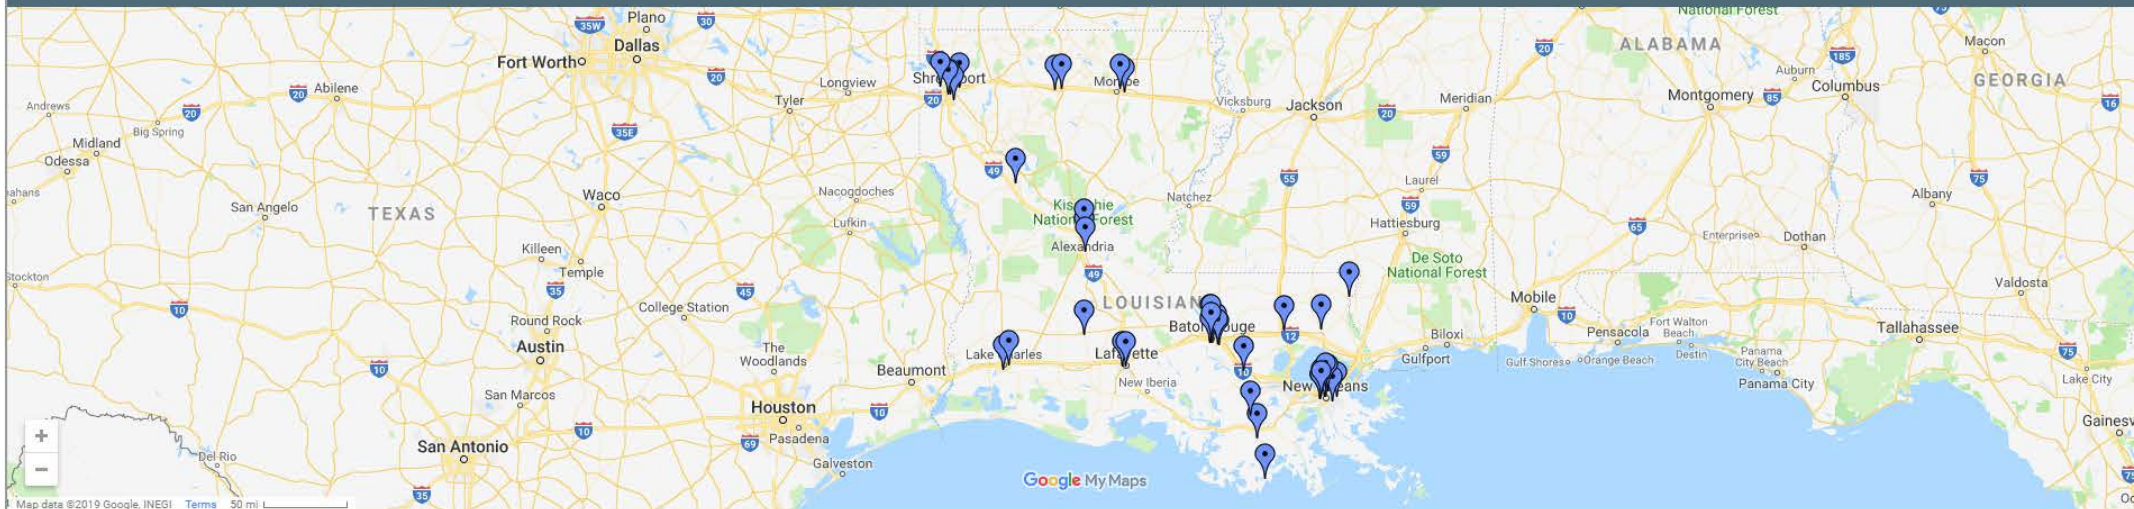 National Forest
Plano
Dallas
Fort Worth
Abilene
Andrews
Big Spring
Midland
Odessa
San Angelo
TEXAS
Waco
Killeen
Temple
Round Rock
Austin
College Station
San Marcos
San Antonio
Del Rio
Stockton
Longview
Tyler
Nacogdoches
Lufkin
The
Woodlands
Beaumont
Houston
Pasadena
Galveston
Monroe
Vicksburg
Jackson
Meridian
Natchez
Laurel
Hattiesburg
De Soto
National Forest
Alexandria
Lake Charles
Lafayette
New Iberia
Baton Rouge
New Orleans
Biloxi
Gulfport
Mobile
Gulf Shores
Orange Beach
Pensacola
Fort Walton
Beach
Destin
Panama
City Beach
Panama City
Enterprise
Dothan
ALABAMA
Montgomery
Auburn
Columbus
Macon
GEORGIA
Albany
Valdosta
Tallahassee
Lake City
35W
30
20
20
20
20
35E
35
45
10
10
10
10
69
35
20
49
49
10
12
55
20
59
59
20
65
10
85
185
75
16
75
+
−
Google My Maps
Map data ©2019 Google, INEGI Terms 50 mi